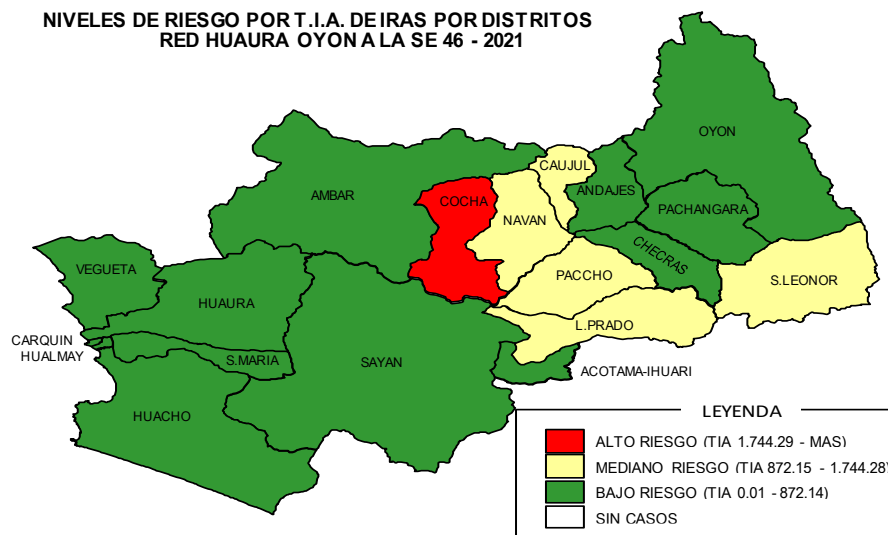 NIVELES DE RIESGO POR T.I.A. DE IRAS POR DISTRITOS
RED HUAURA OYON A LA SE 46 - 2021
OYON
CAUJUL
ANDAJES
AMBAR
COCHA
NAVAN
PACHANGARA
CHECRAS
VEGUETA
PACCHO
S.LEONOR
HUAURA
L.PRADO
CARQUIN
HUALMAY
S.MARIA
SAYAN
ACOTAMA-IHUARI
HUACHO
LEYENDA
ALTO RIESGO (TIA 1.744.29 - MAS)
MEDIANO RIESGO (TIA 872.15 - 1.744.28)
BAJO RIESGO (TIA 0.01 - 872.14)
SIN CASOS